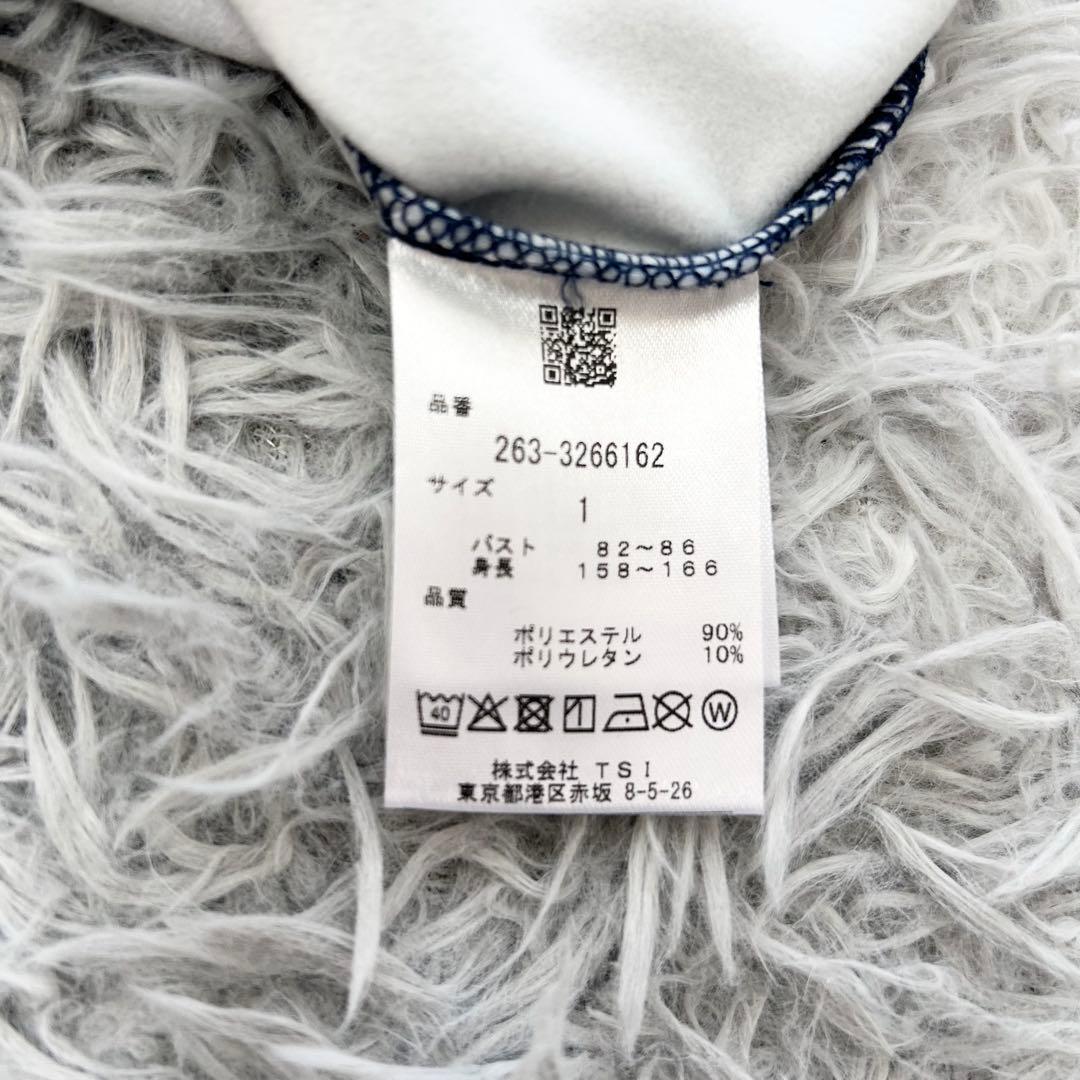 品番
263-3266162
サイズ
1
バスト 82～86
身長 158～166
品質
ポリエステル 90%
ポリウレタン 10%
40 W
株式会社 TSI
東京都港区赤坂 8-5-26